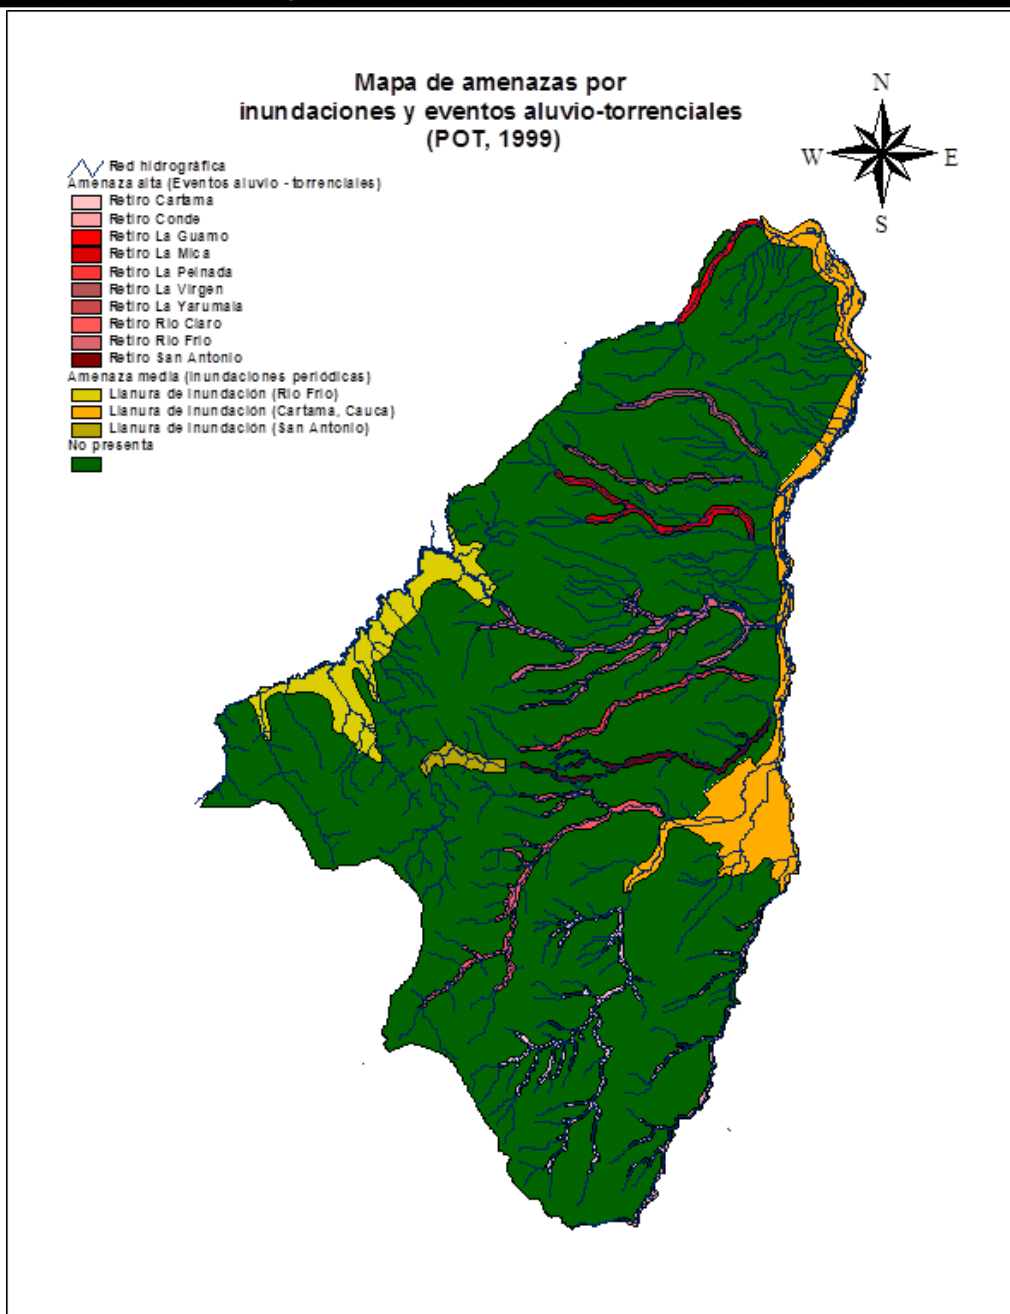 Mapa de amenazas por
inundaciones y eventos aluvio-torrenciales
(POT, 1999)
N
W
E
S
Red hidrográfica
Amenaza alta (Eventos aluvio - torrenciales)
Retiro Cartama
Retiro Conde
Retiro La Guamo
Retiro La Mica
Retiro La Peinada
Retiro La Virgen
Retiro La Yarumala
Retiro Rio Claro
Retiro Rio Frio
Retiro San Antonio
Amenaza media (Inundaciones periódicas)
Llanura de Inundación (Rio Frio)
Llanura de Inundación (Cartama, Cauca)
Llanura de Inundación (San Antonio)
No presenta